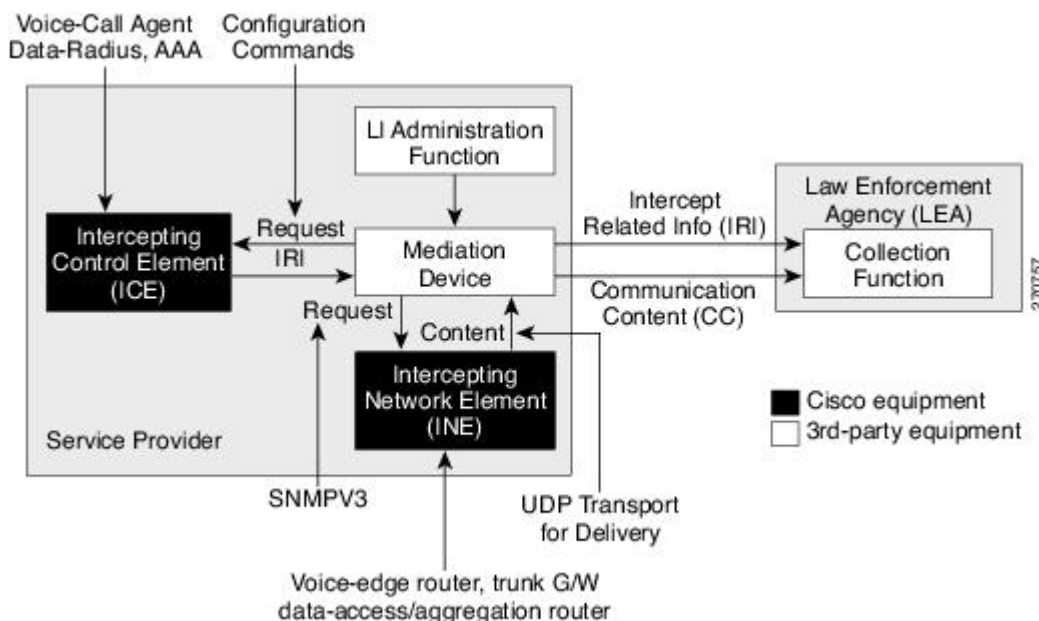 Voice-Call Agent
Data-Radius, AAA
Configuration
Commands
LI Administration
Function
Law Enforcement
Agency (LEA)
Intercepting
Control Element
(ICE)
Request
IRI
Mediation
Device
Intercept
Related Info (IRI)
Collection
Function
Communication
Content (CC)
Request
Content
Intercepting
Network Element
(INE)
Service Provider
Cisco equipment
3rd-party equipment
SNMPV3
UDP Transport
for Delivery
Voice-edge router, trunk G/W
data-access/aggregation router